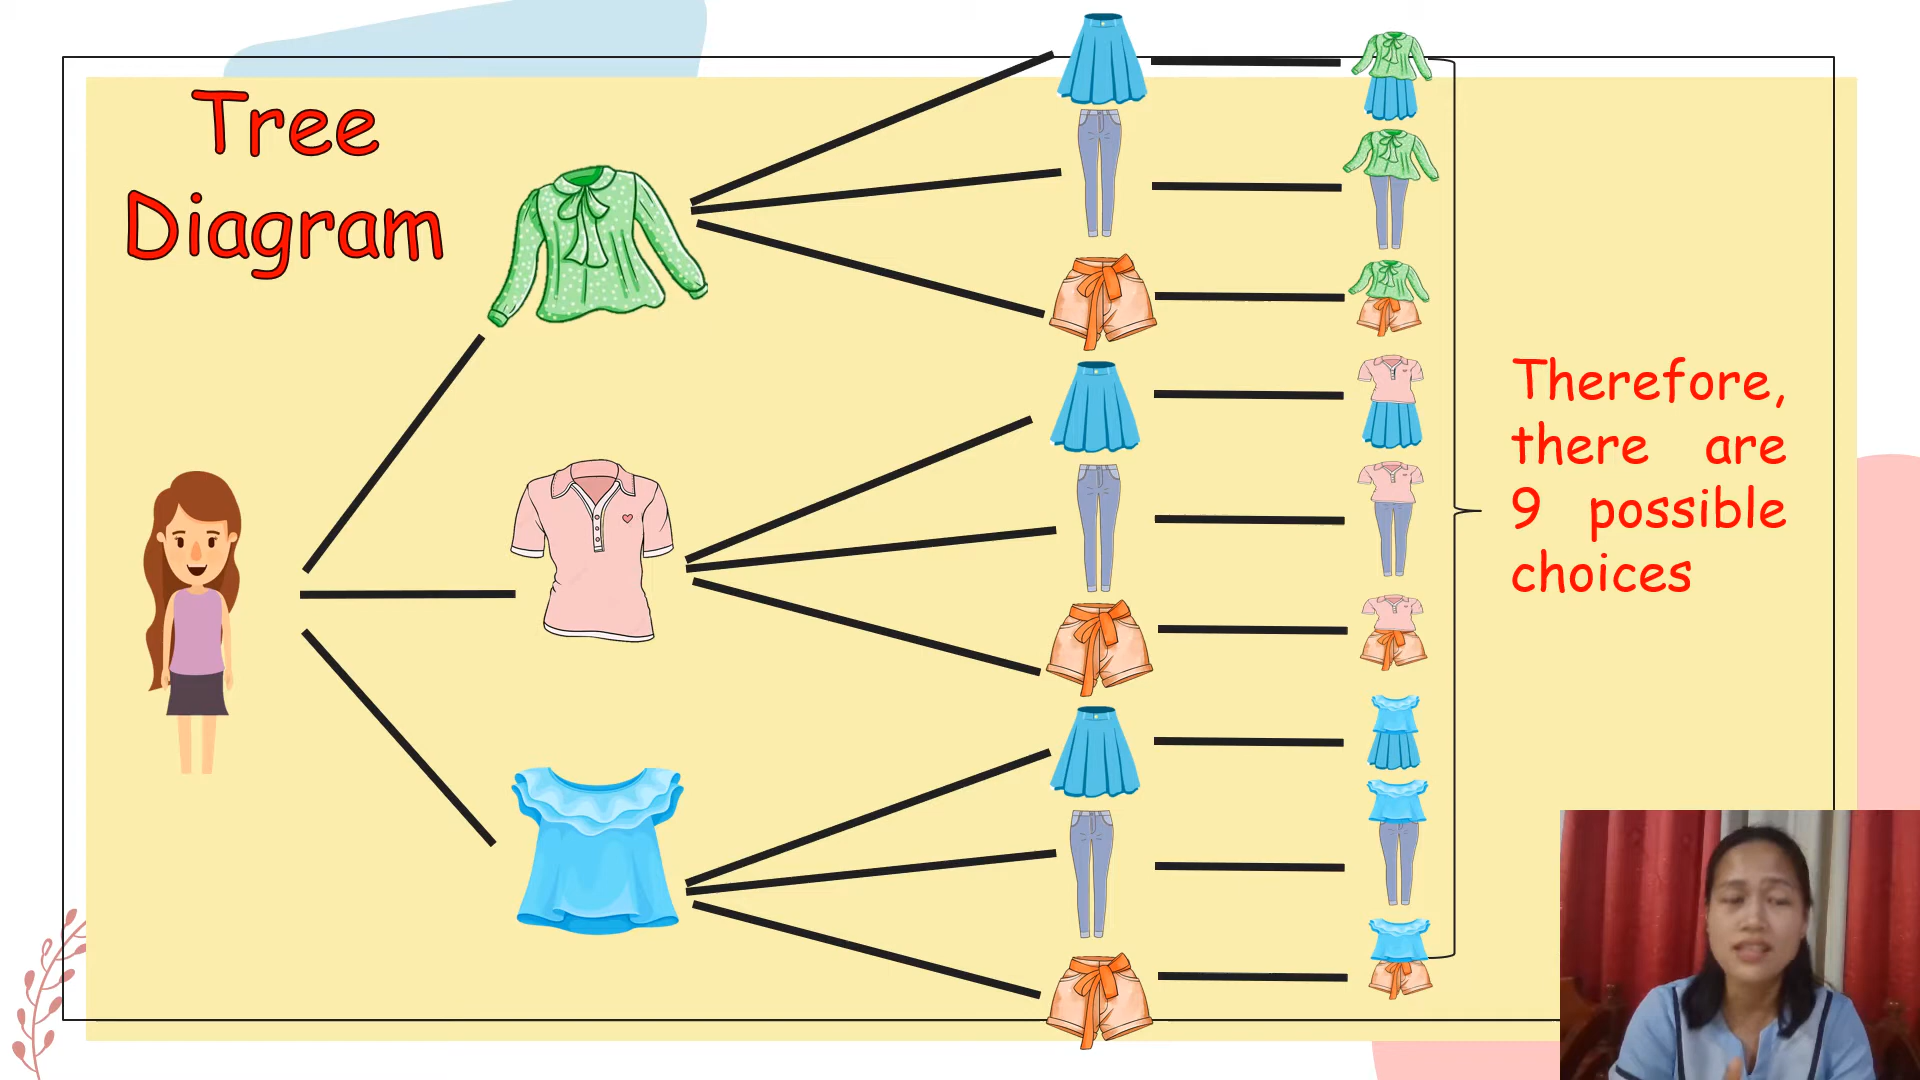 Tree
Diagram
Therefore,
there are
9 possible
choices